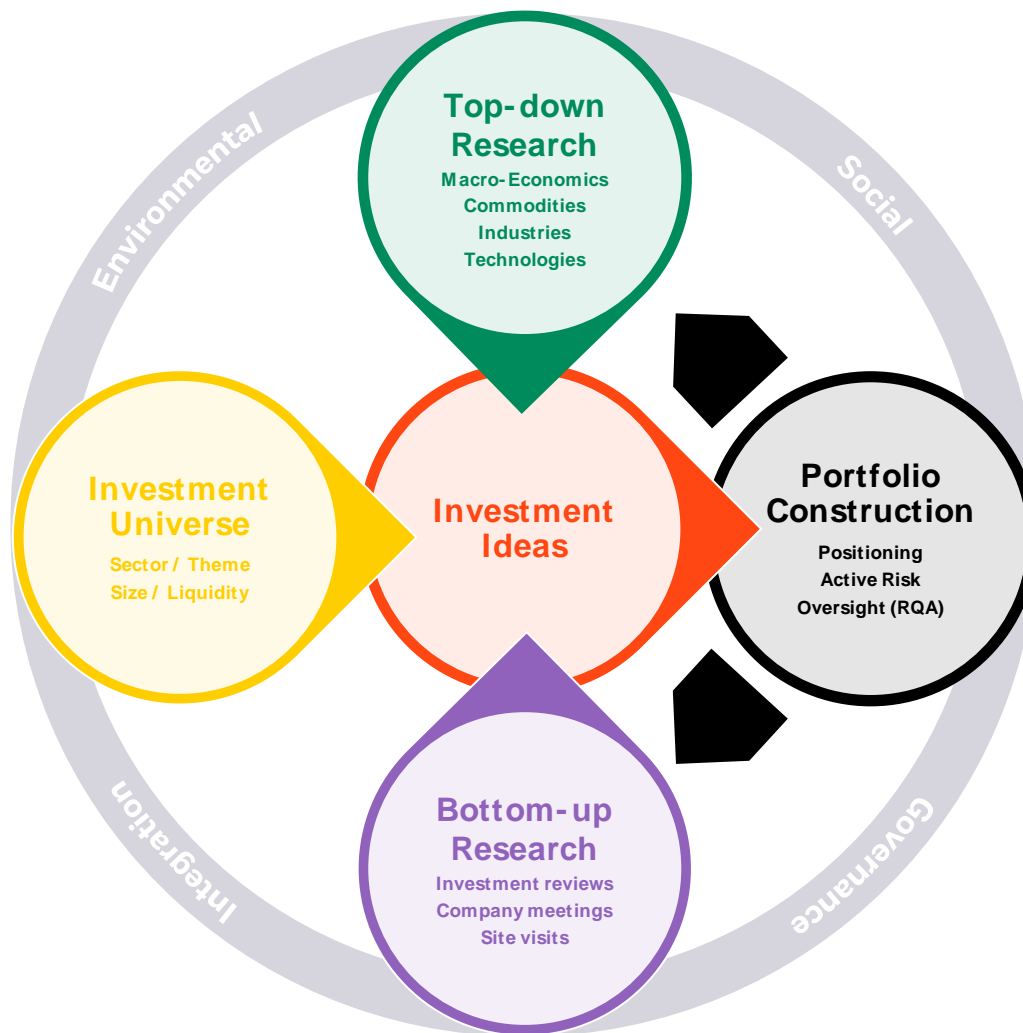 Environmental
Social
Top-down
Research
Macro-Economics
Commodities
Industries
Technologies
Investment
Universe
Sector / Theme
Size / Liquidity
Investment
Ideas
Portfolio
Construction
Positioning
Active Risk
Oversight (RQA)
Bottom-up
Research
Investment reviews
Company meetings
Site visits
Integration
Governance